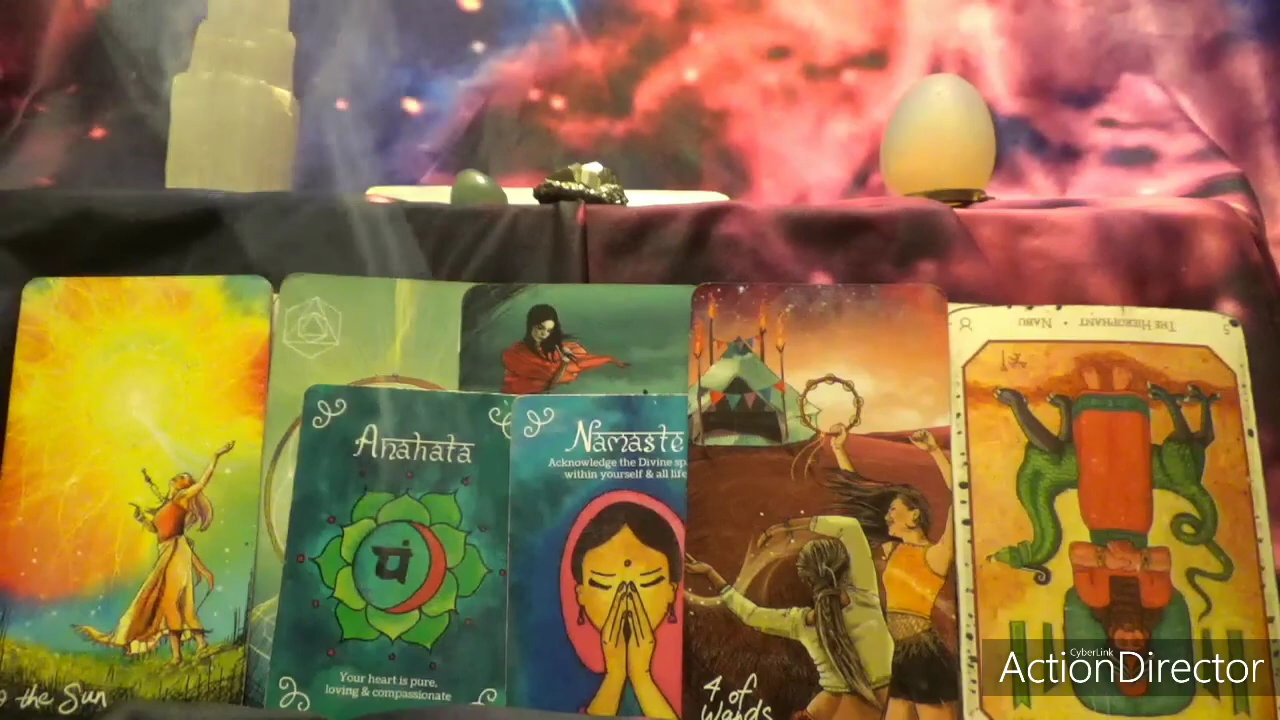 the Sun
Anahata
Your heart is pure,
loving & compassionate
Namaste
Acknowledge the Divine sp
within yourself & all life
4 of
Wands
5
THE HIEROPHANT • NABU
CyberLink
ActionDirector